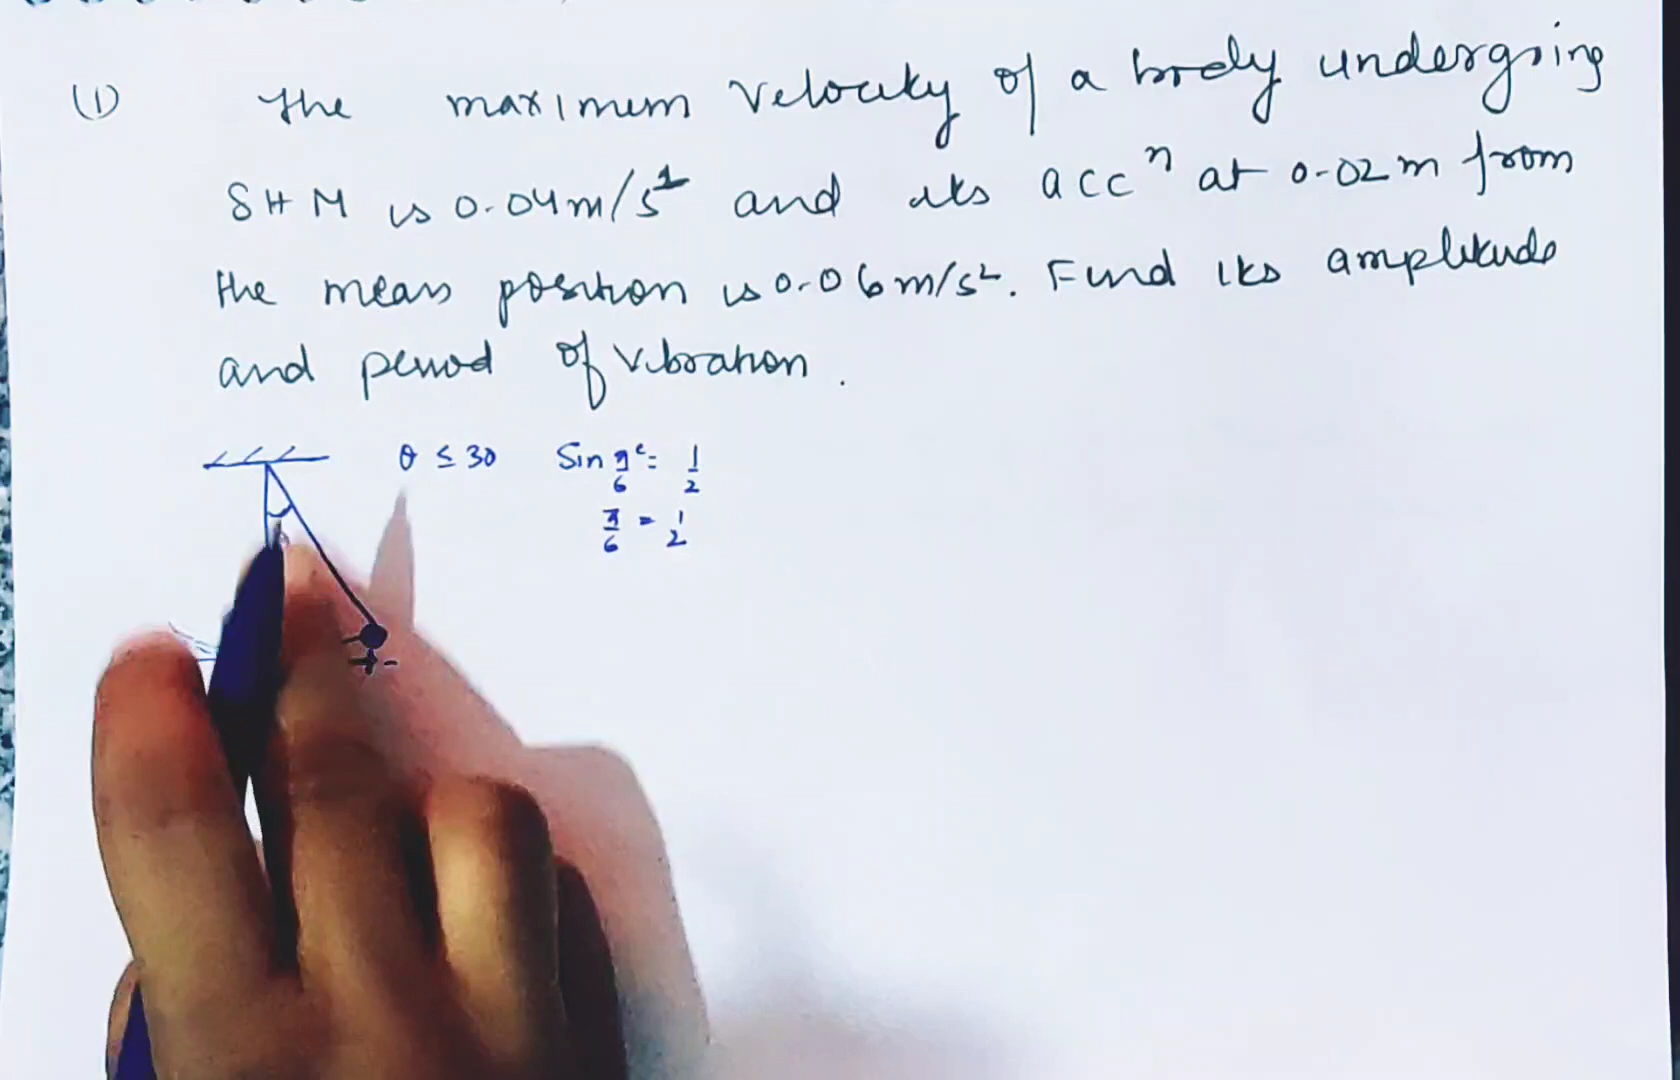 (1) The maximum velocity of a body undergoing
SHM is 0.04m/s¹ and its accⁿ at 0.02m from
the mean position is 0.06m/s². Find its amplitude
and period of vibration.
θ ≤ 30 Sin π/6ᶜ = 1/2
π/6 = 1/2